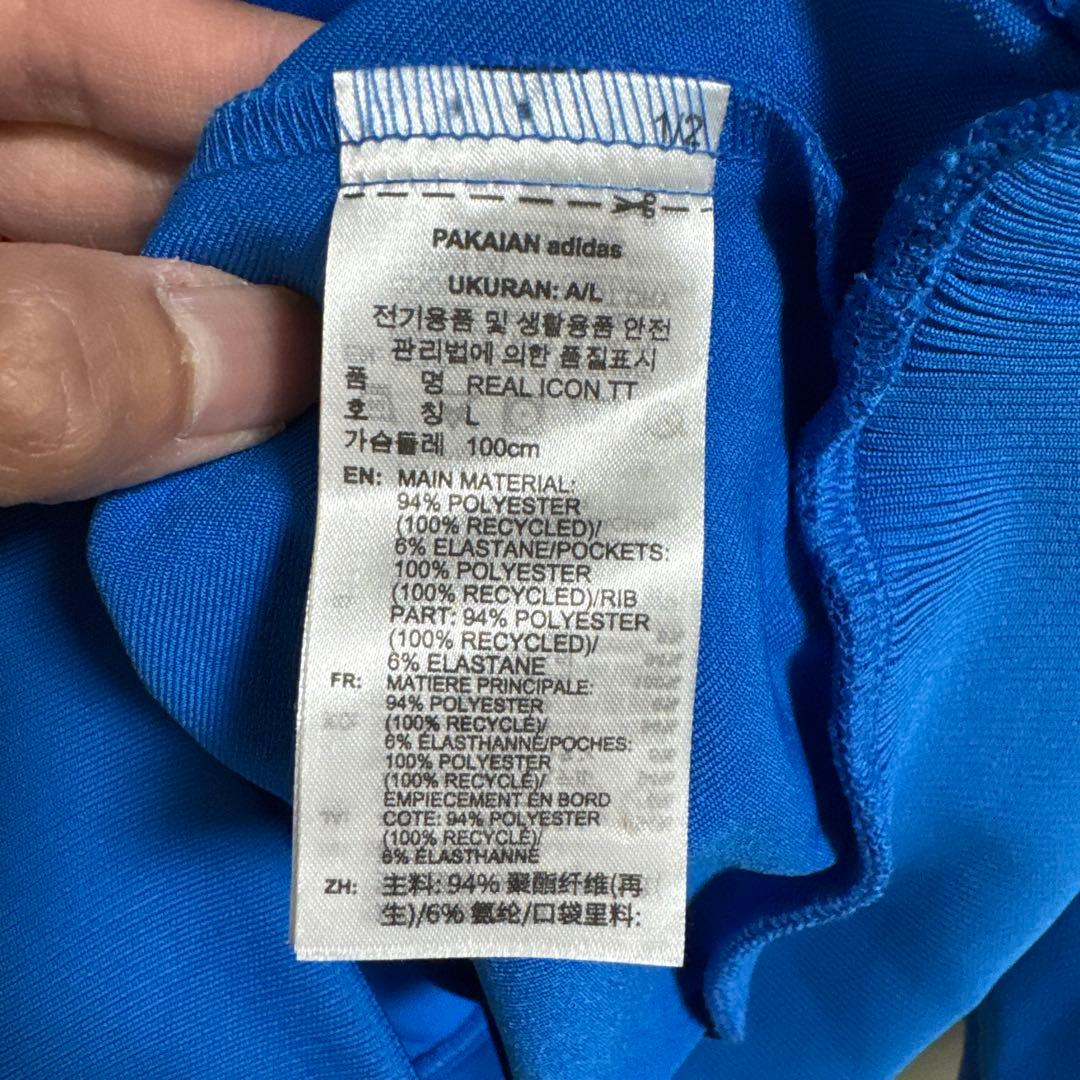 1/2
PAKAIAN adidas
UKURAN: A/L
전기용품 및 생활용품 안전
관리법에 의한 품질표시
품 명 REAL ICON TT
호 칭 L
가슴둘레 100cm
EN: MAIN MATERIAL:
94% POLYESTER
(100% RECYCLED)/
6% ELASTANE/POCKETS:
100% POLYESTER
(100% RECYCLED)/RIB
PART: 94% POLYESTER
(100% RECYCLED)/
6% ELASTANE
FR: MATIERE PRINCIPALE:
94% POLYESTER
(100% RECYCLÉ)/
6% ÉLASTHANNE/POCHES:
100% POLYESTER
(100% RECYCLÉ)/
EMPIECEMENT EN BORD
COTE: 94% POLYESTER
(100% RECYCLÉ)/
6% ÉLASTHANNE
ZH: 主料: 94% 聚酯纤维(再
生)/6% 氨纶/口袋里料: